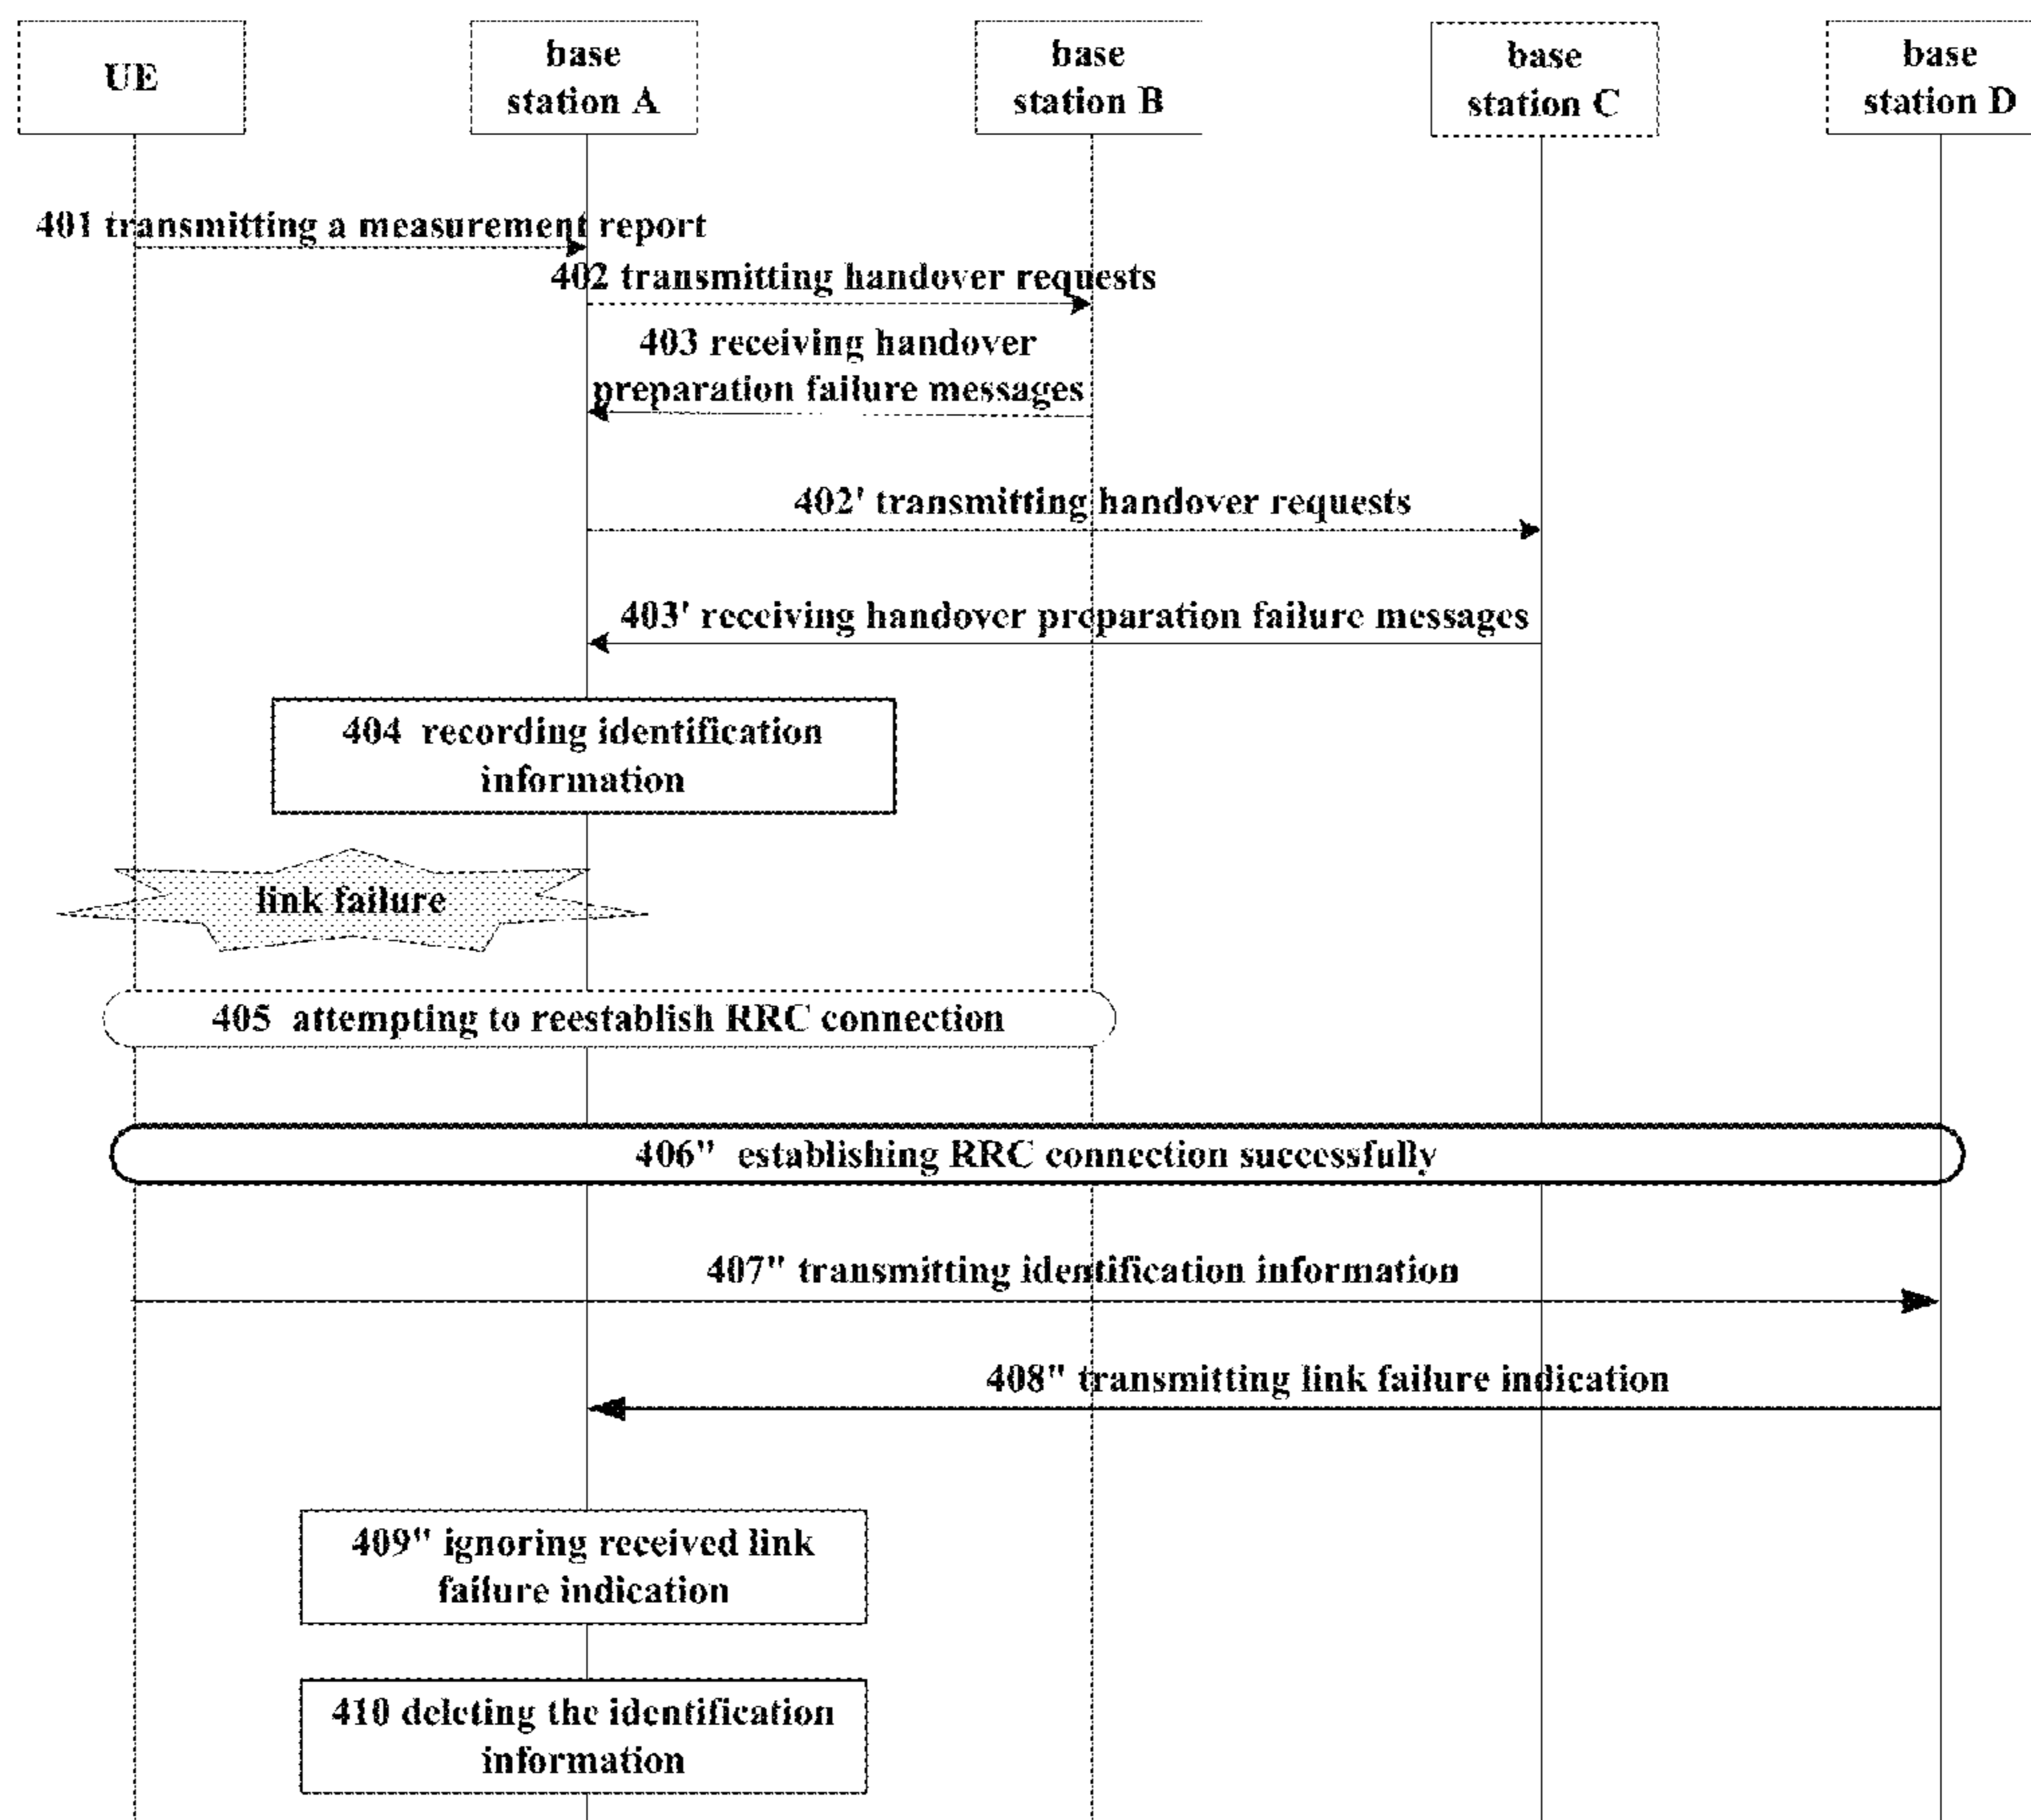 UE
base
station A
base
station B
base
station C
base
station D
401 transmitting a measurement report
402 transmitting handover requests
403 receiving handover
preparation failure messages
402' transmitting handover requests
403' receiving handover preparation failure messages
404 recording identification
information
link failure
405 attempting to reestablish RRC connection
406" establishing RRC connection successfully
407" transmitting identification information
408" transmitting link failure indication
409" ignoring received link
failure indication
410 deleting the identification
information